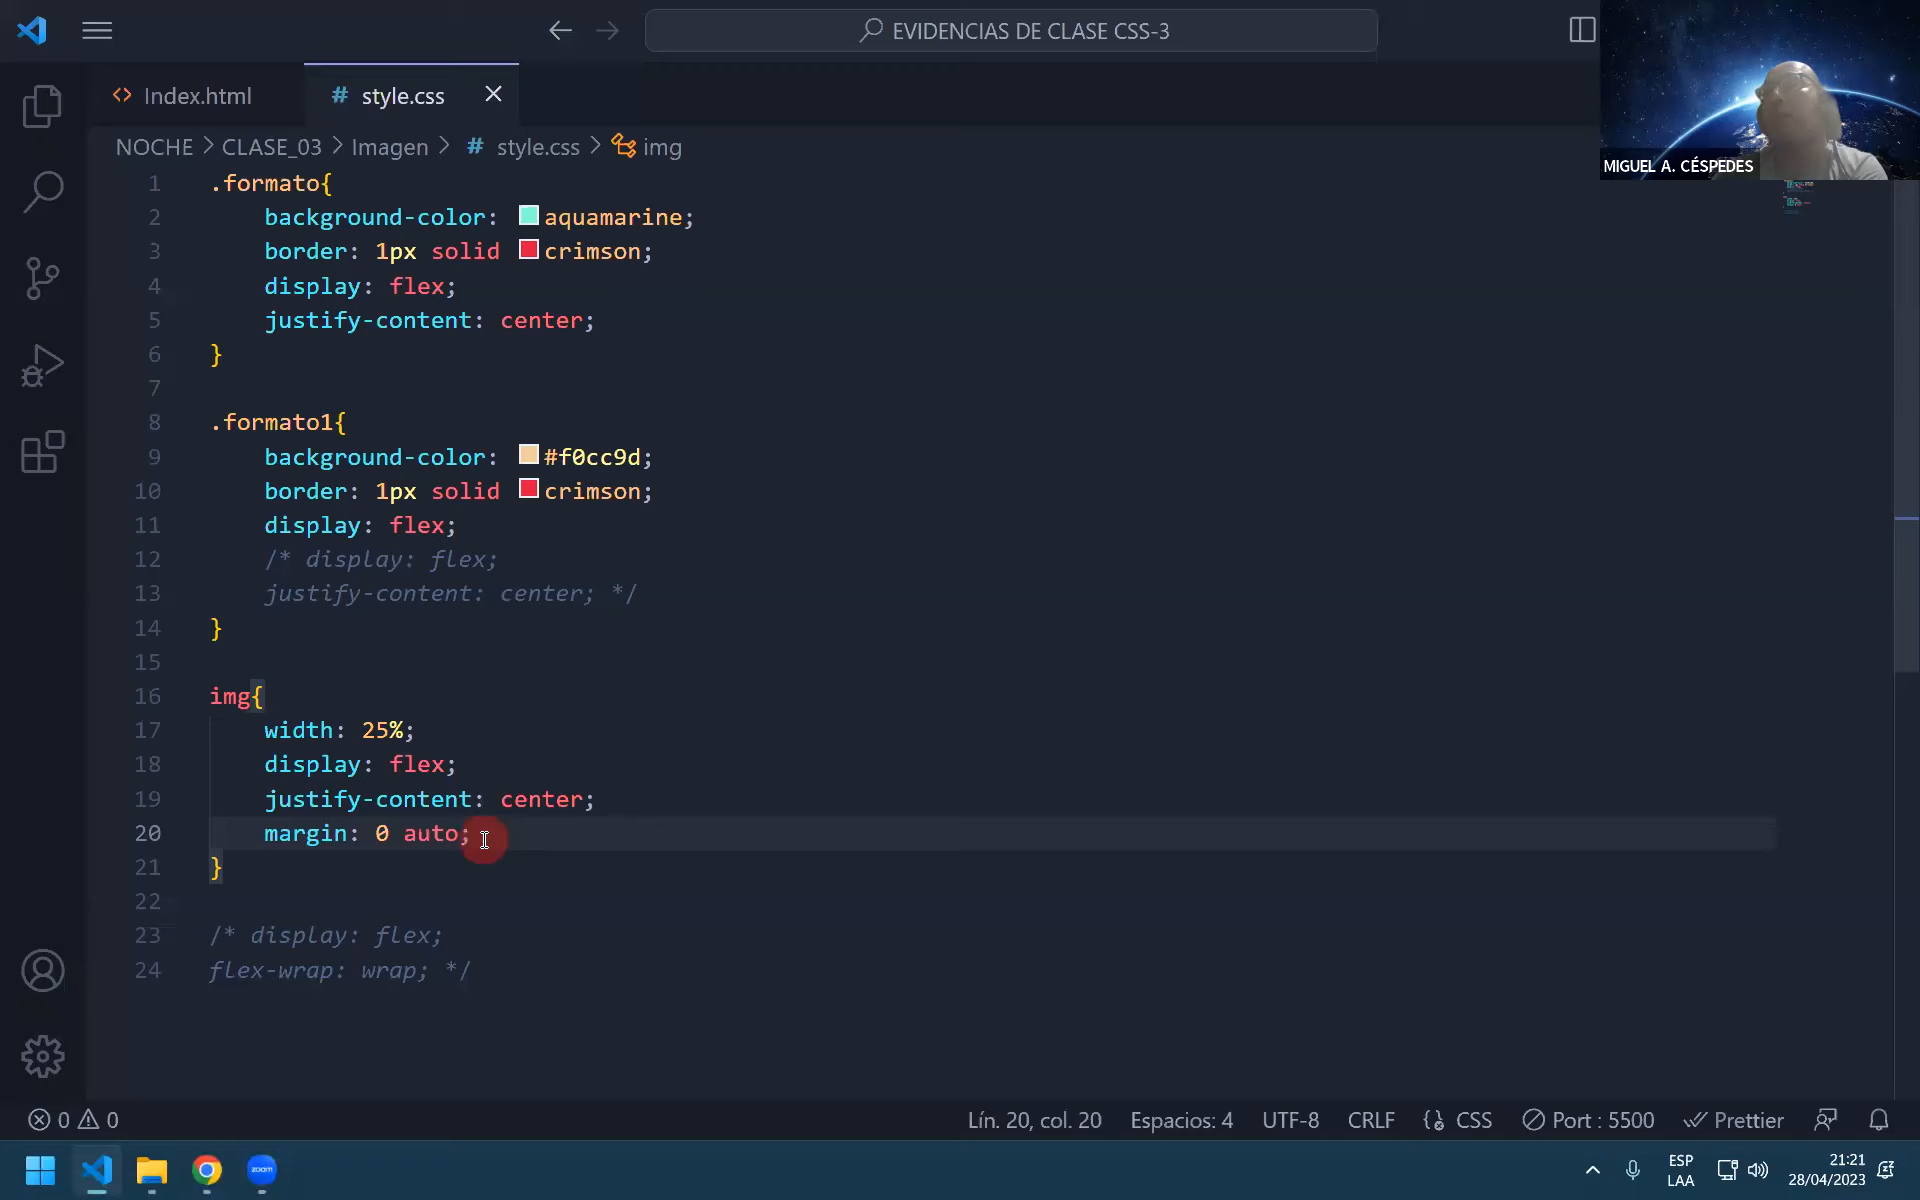 EVIDENCIAS DE CLASE CSS-3
MIGUEL A. CÉSPEDES
Index.html
# style.css
NOCHE > CLASE_03 > Imagen > # style.css > img
1 .formato{
2 background-color: aquamarine;
3 border: 1px solid crimson;
4 display: flex;
5 justify-content: center;
6 }
7
8 .formato1{
9 background-color: #f0cc9d;
10 border: 1px solid crimson;
11 display: flex;
12 /* display: flex;
13 justify-content: center; */
14 }
15
16 img{
17 width: 25%;
18 display: flex;
19 justify-content: center;
20 margin: 0 auto;
21 }
22
23 /* display: flex;
24 flex-wrap: wrap; */
0 0 Lín. 20, col. 20 Espacios: 4 UTF-8 CRLF {} CSS Port : 5500 Prettier
zoom
ESP
LAA
21:21
28/04/2023